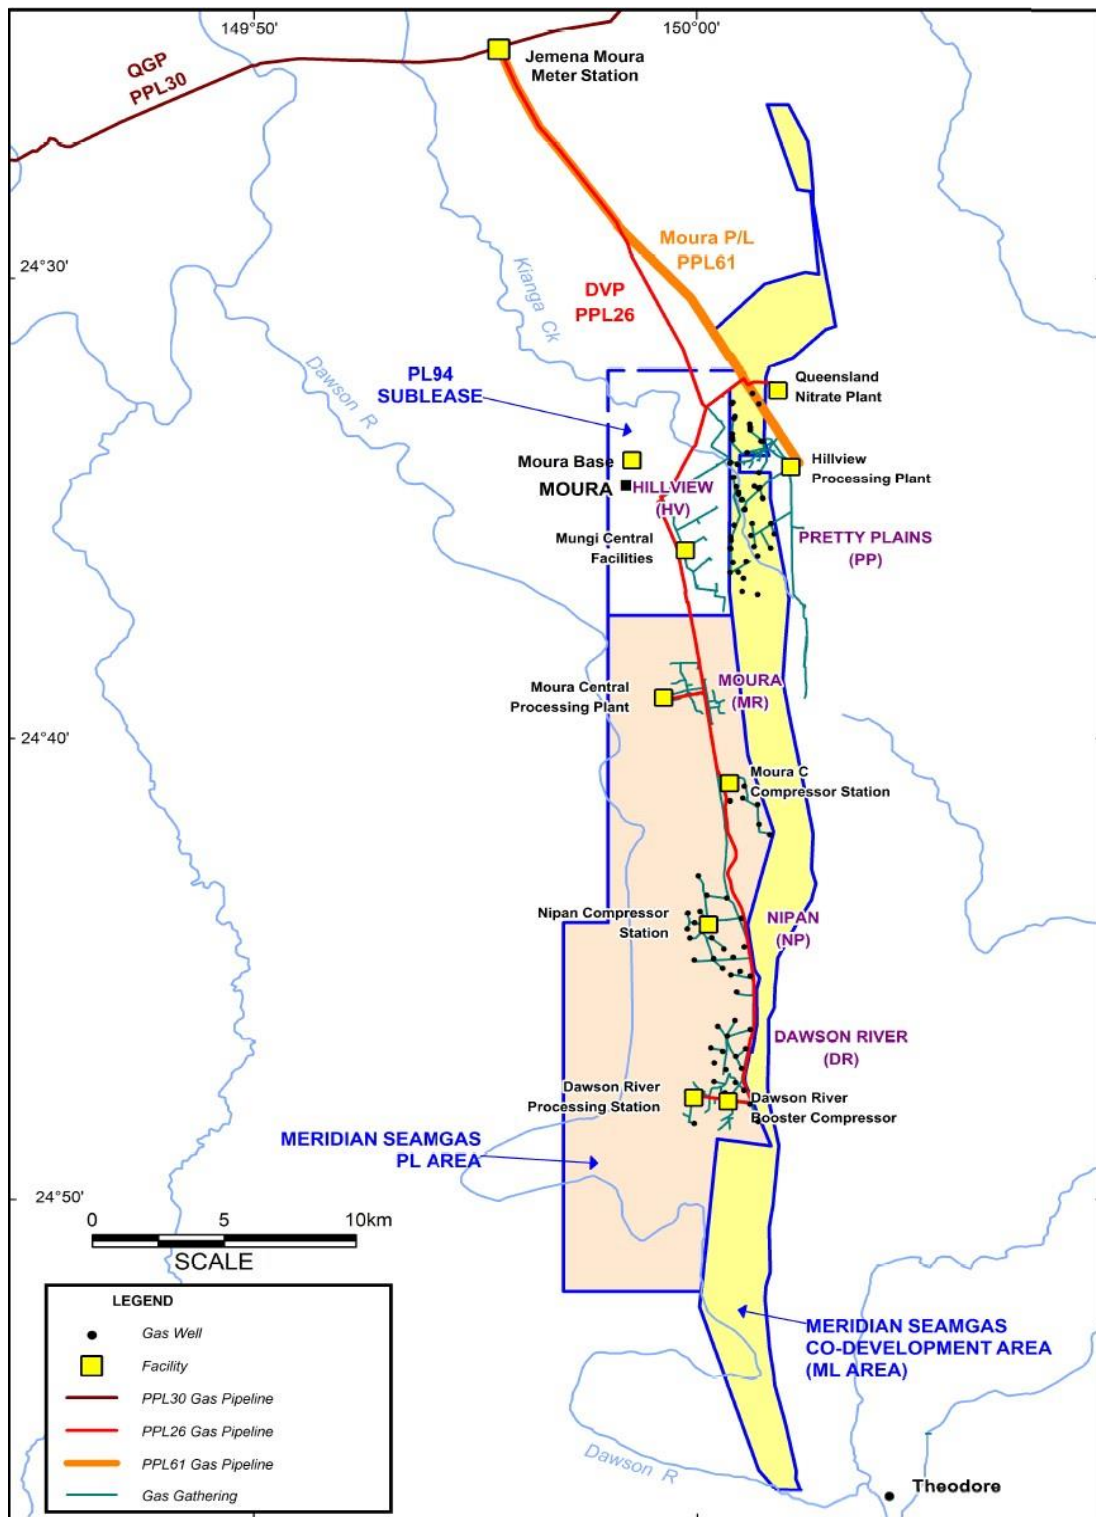 149°50'
150°00'
QGP
PPL30
Jemena Moura
Meter Station
24°30'
Kianga Ck
Moura P/L
PPL61
DVP
PPL26
Dawson R
PL94
SUBLEASE
Queensland
Nitrate Plant
Moura Base
MOURA
HILLVIEW
(HV)
Hillview
Processing Plant
Mungi Central
Facilities
PRETTY PLAINS
(PP)
Moura Central
Processing Plant
MOURA
(MR)
24°40'
Moura C
Compressor Station
Nipan Compressor
Station
NIPAN
(NP)
DAWSON RIVER
(DR)
Dawson River
Processing Station
Dawson River
Booster Compressor
MERIDIAN SEAMGAS
PL AREA
24°50'
0 5 10km
SCALE
LEGEND
Gas Well
Facility
PPL30 Gas Pipeline
PPL26 Gas Pipeline
PPL61 Gas Pipeline
Gas Gathering
MERIDIAN SEAMGAS
CO-DEVELOPMENT AREA
(ML AREA)
Dawson R
Theodore